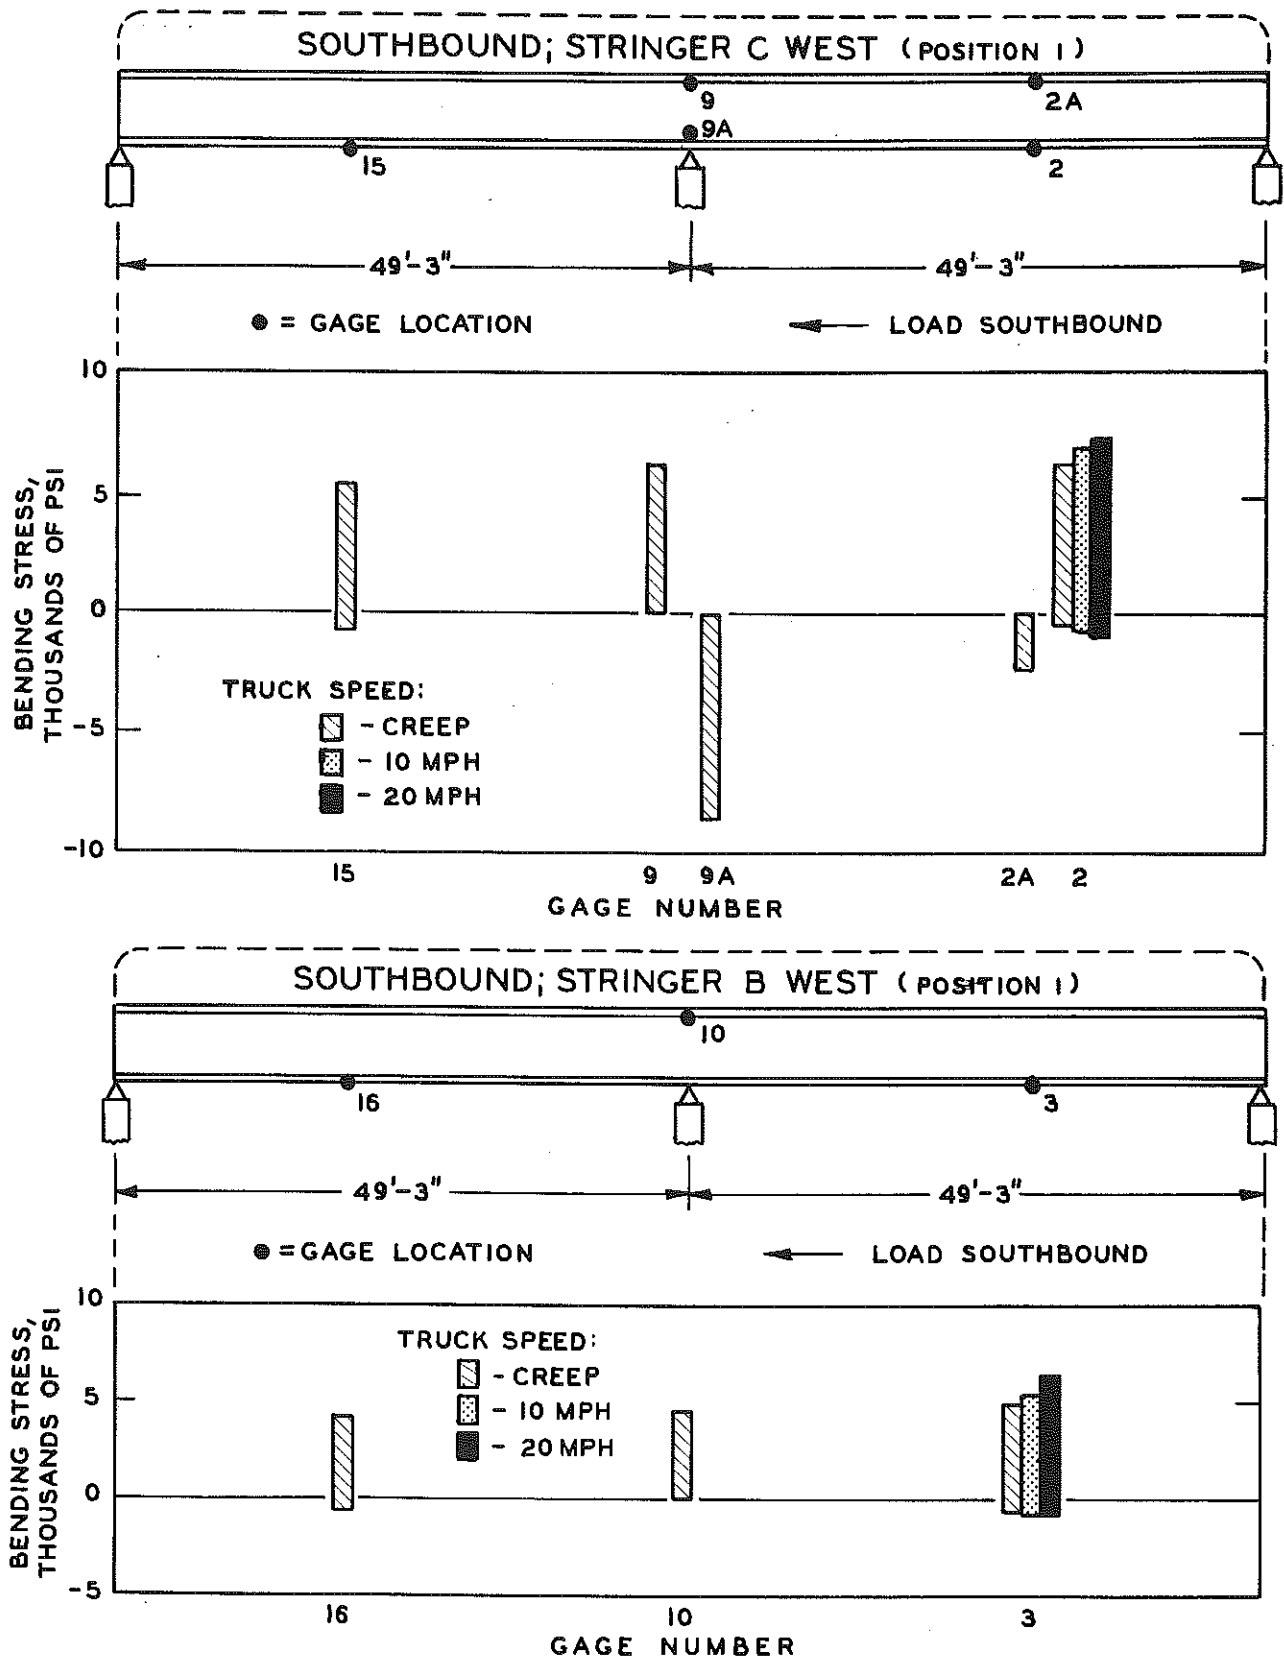 SOUTHBOUND; STRINGER C WEST (POSITION 1)
9
2A
9A
15
2
49'-3"
49'-3"
● = GAGE LOCATION
LOAD SOUTHBOUND
BENDING STRESS,
THOUSANDS OF PSI
10
5
0
-5
-10
TRUCK SPEED:
- CREEP
- 10 MPH
- 20 MPH
15
9
9A
2A
2
GAGE NUMBER
SOUTHBOUND; STRINGER B WEST (POSITION 1)
10
16
3
49'-3"
49'-3"
● = GAGE LOCATION
LOAD SOUTHBOUND
BENDING STRESS,
THOUSANDS OF PSI
10
5
0
-5
TRUCK SPEED:
- CREEP
- 10 MPH
- 20 MPH
16
10
3
GAGE NUMBER